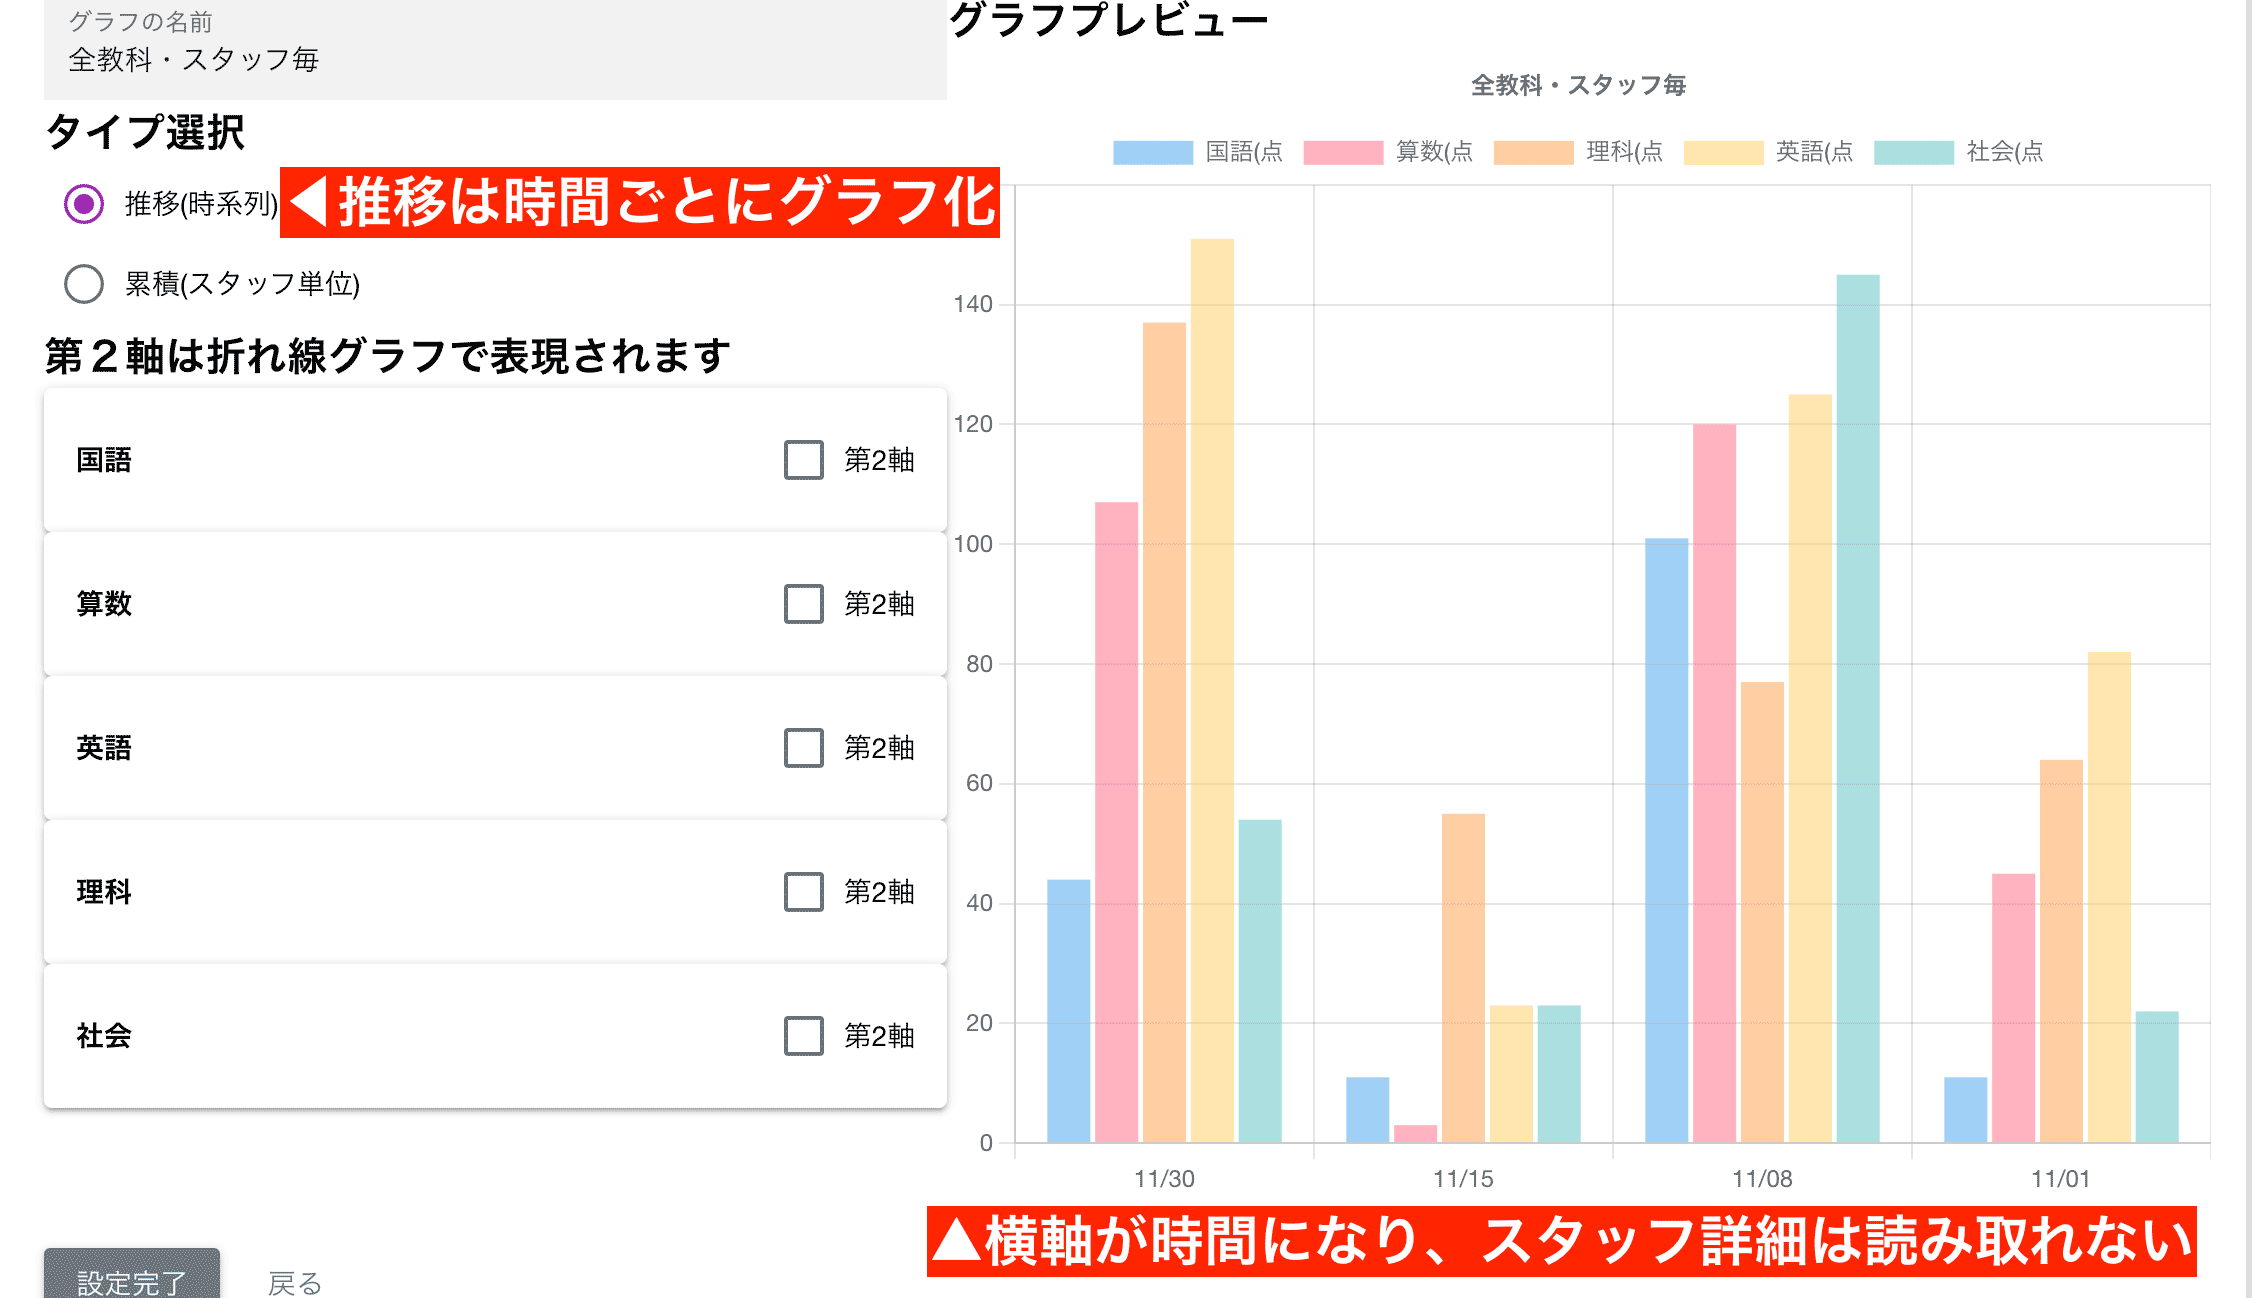 グラフの名前
全教科・スタッフ毎
タイプ選択
推移(時系列)
◀推移は時間ごとにグラフ化
累積(スタッフ単位)
第２軸は折れ線グラフで表現されます
国語 第2軸
算数 第2軸
英語 第2軸
理科 第2軸
社会 第2軸
設定完了 戻る
グラフプレビュー
全教科・スタッフ毎
国語(点 算数(点 理科(点 英語(点 社会(点
140
120
100
80
60
40
20
0
11/30 11/15 11/08 11/01
▲横軸が時間になり、スタッフ詳細は読み取れない